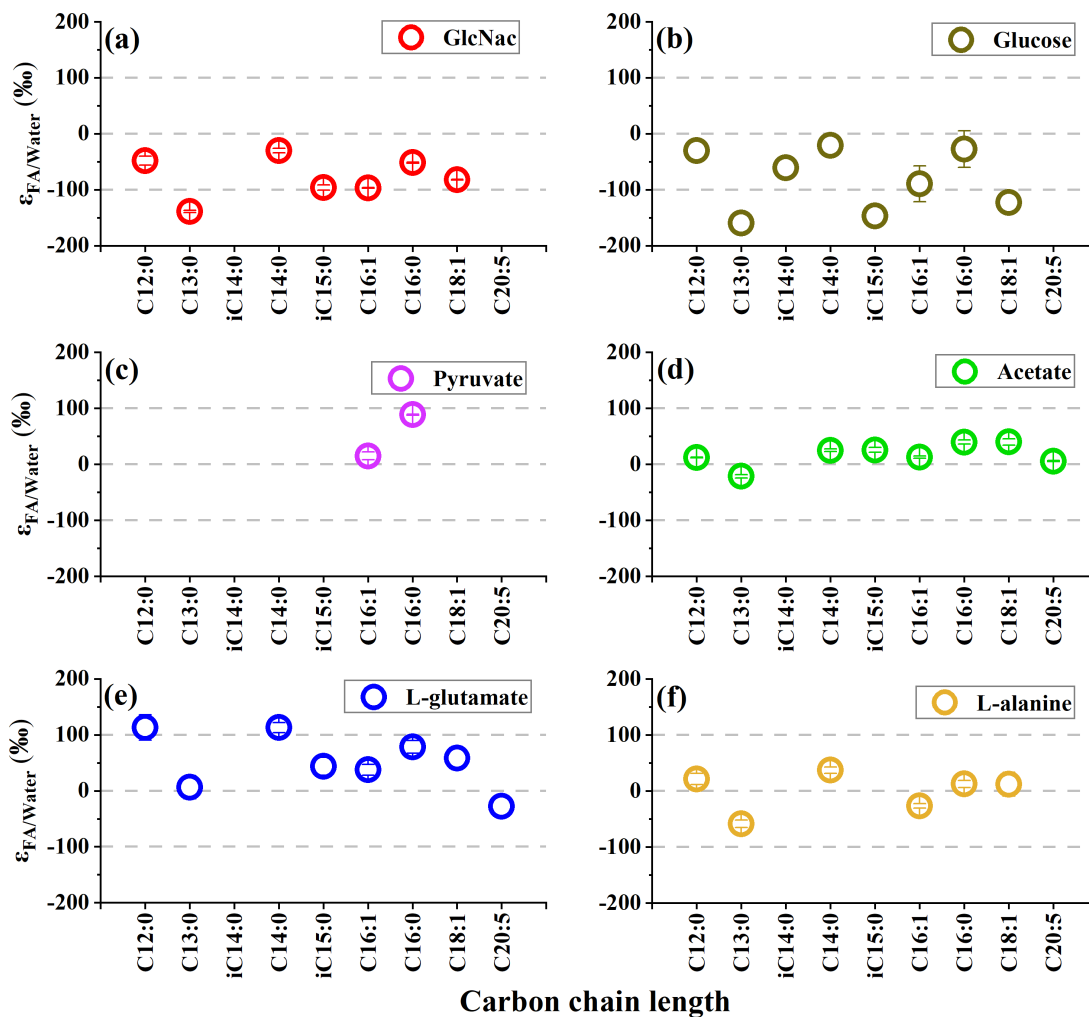 (a)
GlcNac
ε_FA/Water (‰)
200
100
0
-100
-200
C12:0
C13:0
iC14:0
C14:0
iC15:0
C16:1
C16:0
C18:1
C20:5
(b)
Glucose
200
100
0
-100
-200
C12:0
C13:0
iC14:0
C14:0
iC15:0
C16:1
C16:0
C18:1
C20:5
(c)
Pyruvate
ε_FA/Water (‰)
200
100
0
-100
-200
C12:0
C13:0
iC14:0
C14:0
iC15:0
C16:1
C16:0
C18:1
C20:5
(d)
Acetate
200
100
0
-100
-200
C12:0
C13:0
iC14:0
C14:0
iC15:0
C16:1
C16:0
C18:1
C20:5
(e)
L-glutamate
ε_FA/Water (‰)
200
100
0
-100
-200
C12:0
C13:0
iC14:0
C14:0
iC15:0
C16:1
C16:0
C18:1
C20:5
(f)
L-alanine
200
100
0
-100
-200
C12:0
C13:0
iC14:0
C14:0
iC15:0
C16:1
C16:0
C18:1
C20:5
Carbon chain length